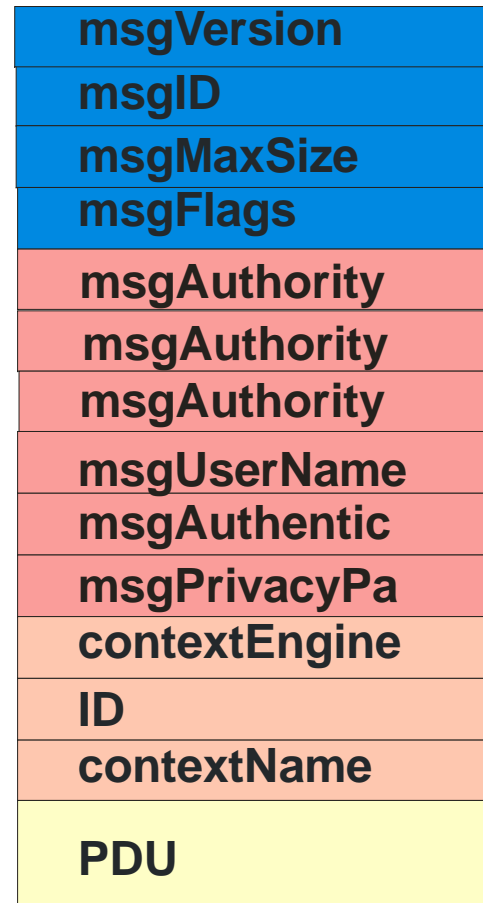 msgVersion
msgID
msgMaxSize
msgFlags
msgAuthority
msgAuthority
msgAuthority
msgUserName
msgAuthentic
msgPrivacyPa
contextEngine
ID
contextName
PDU